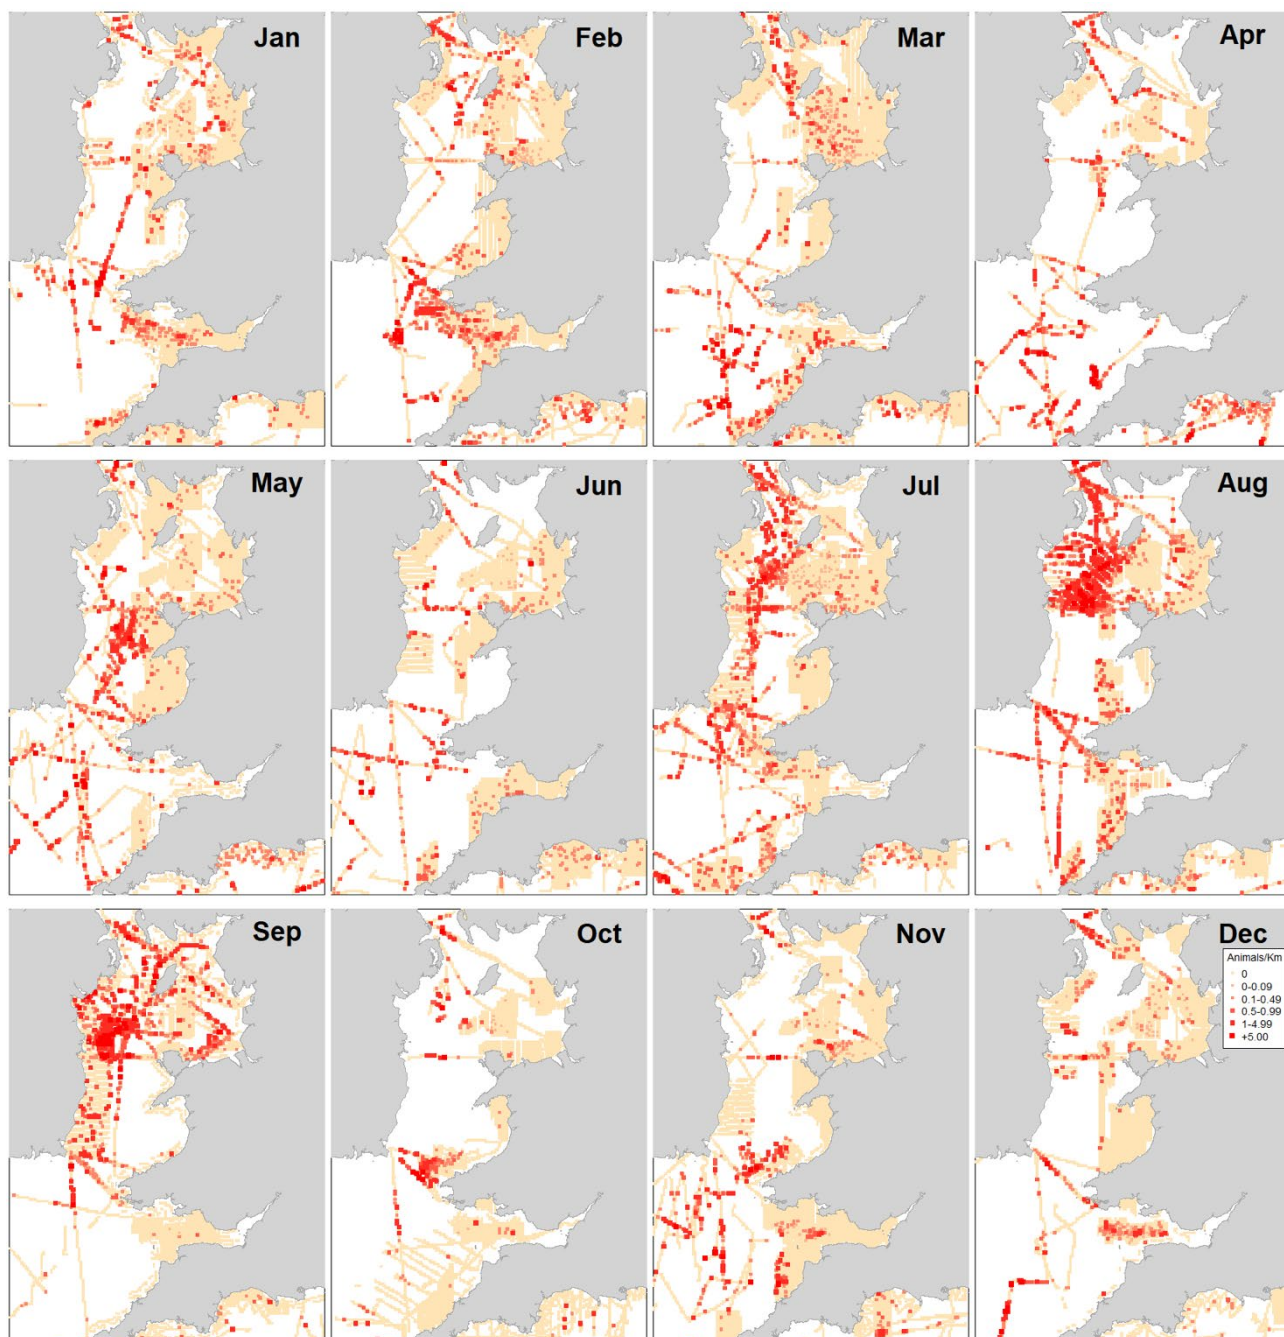 Jan
Feb
Mar
Apr
May
Jun
Jul
Aug
Sep
Oct
Nov
Dec
Animals/Km
0
0-0.09
0.1-0.49
0.5-0.99
1-4.99
+5.00